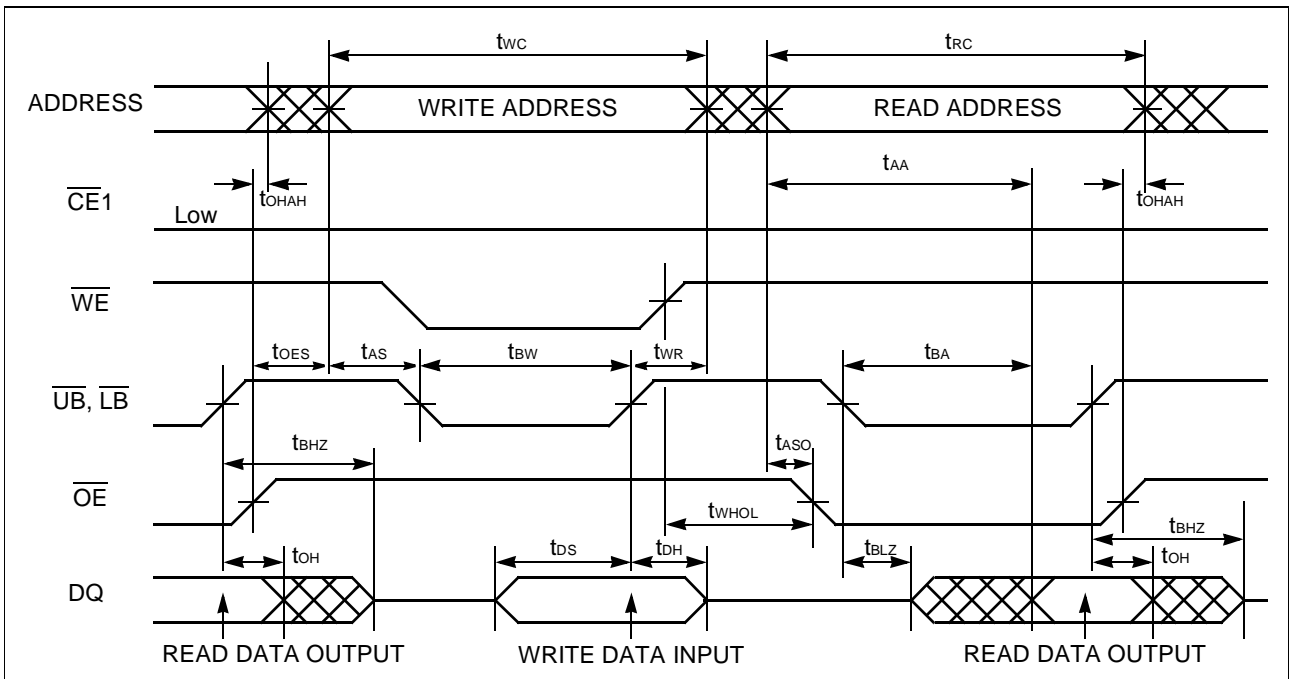 tWC
tRC
ADDRESS
WRITE ADDRESS
READ ADDRESS
tAA
CE1
tOHAH
tOHAH
Low
WE
tOES
tAS
tBW
tWR
tBA
UB, LB
tBHZ
tASO
OE
tWHOL
tBHZ
tOH
tDS
tDH
tBLZ
tOH
DQ
READ DATA OUTPUT
WRITE DATA INPUT
READ DATA OUTPUT